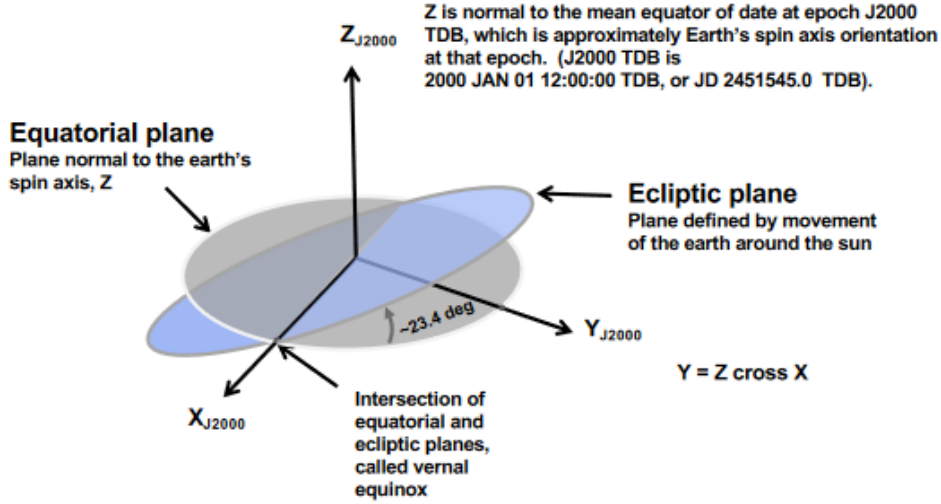 Z is normal to the mean equator of date at epoch J2000
TDB, which is approximately Earth's spin axis orientation
at that epoch. (J2000 TDB is
2000 JAN 01 12:00:00 TDB, or JD 2451545.0 TDB).
Z_J2000
Equatorial plane
Plane normal to the earth's
spin axis, Z
Ecliptic plane
Plane defined by movement
of the earth around the sun
~23.4 deg
Y_J2000
Y = Z cross X
X_J2000
Intersection of
equatorial and
ecliptic planes,
called vernal
equinox